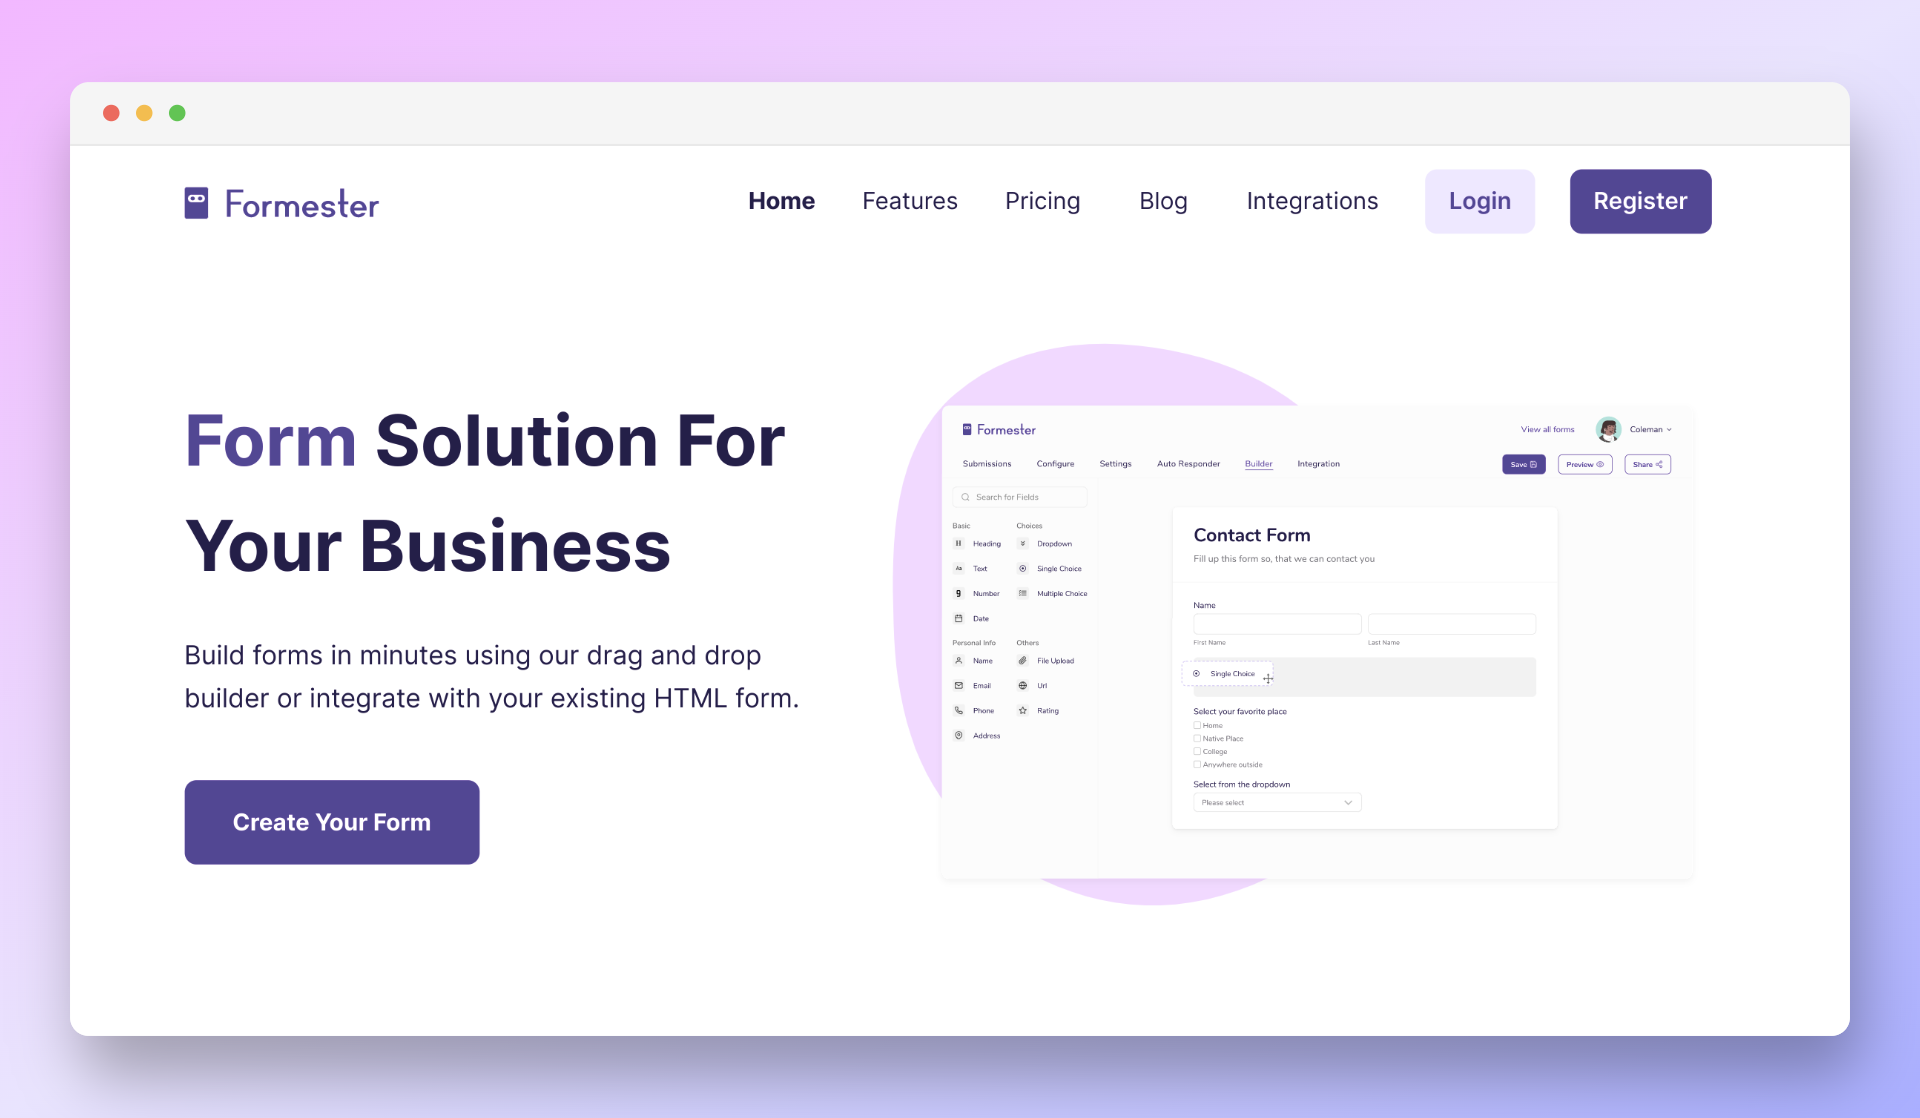 Formester
Home Features Pricing Blog Integrations Login Register
Form Solution For
Your Business
Build forms in minutes using our drag and drop
builder or integrate with your existing HTML form.
Create Your Form
Formester
View all forms Coleman
Submissions Configure Settings Auto Responder Builder Integration Save Preview Share
Search for Fields
Basic Choices
H Heading Dropdown
Aa Text Single Choice
9 Number Multiple Choice
Date
Personal Info Others
Name File Upload
Email Url
Phone Rating
Address
Contact Form
Fill up this form so, that we can contact you
Name
First Name Last Name
Single Choice
Select your favorite place
Home
Native Place
College
Anywhere outside
Select from the dropdown
Please select